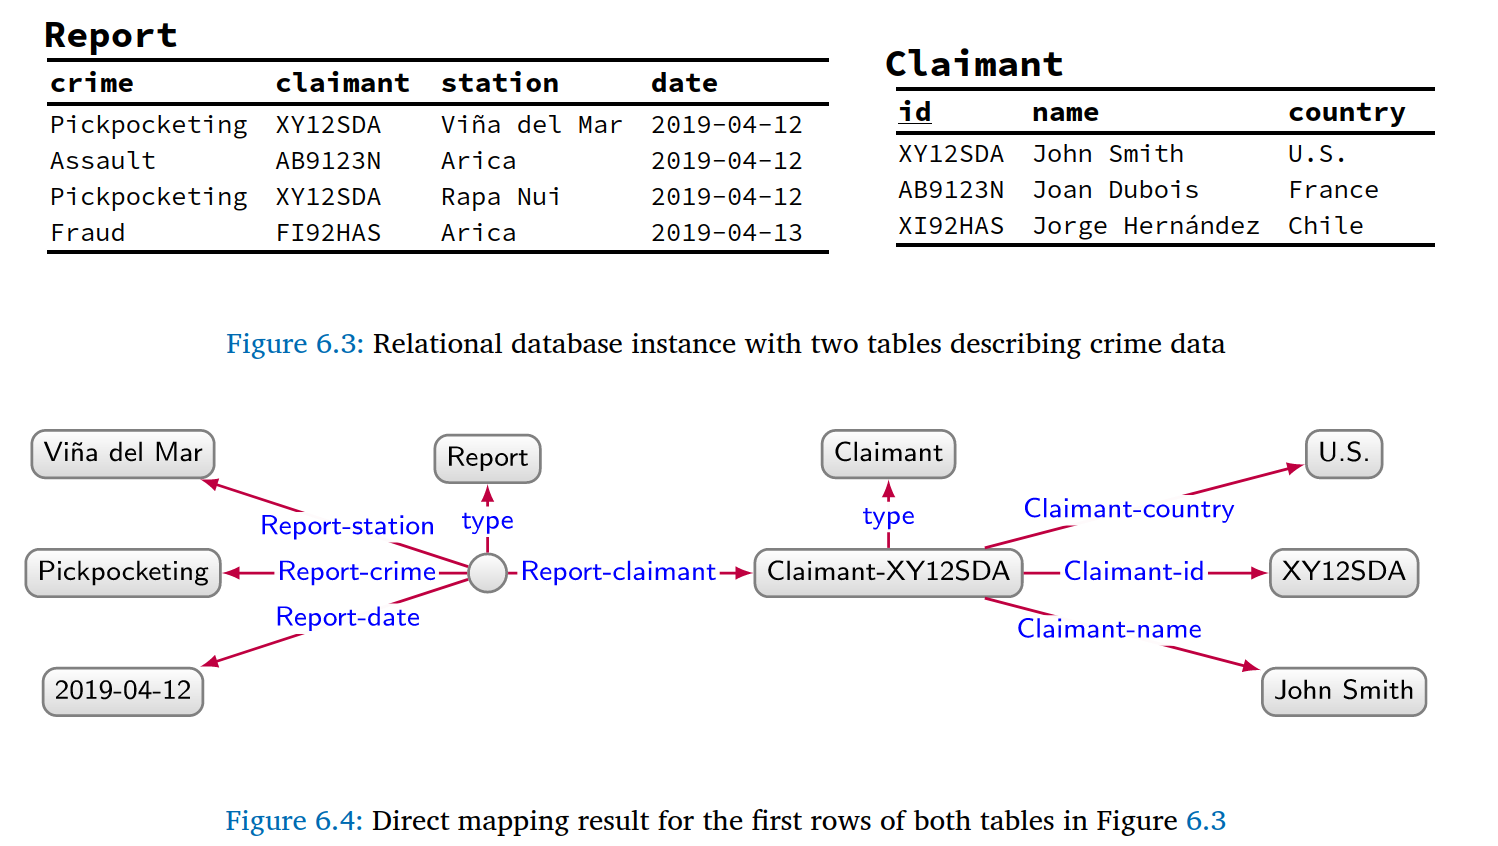 Report
crime claimant station date
Pickpocketing XY12SDA Viña del Mar 2019-04-12
Assault AB9123N Arica 2019-04-12
Pickpocketing XY12SDA Rapa Nui 2019-04-12
Fraud FI92HAS Arica 2019-04-13
Claimant
id name country
XY12SDA John Smith U.S.
AB9123N Joan Dubois France
XI92HAS Jorge Hernández Chile
Figure 6.3: Relational database instance with two tables describing crime data
Viña del Mar
Report
Claimant
U.S.
Report-station
type
type
Claimant-country
Pickpocketing
Report-crime
Report-claimant
Claimant-XY12SDA
Claimant-id
XY12SDA
Report-date
Claimant-name
2019-04-12
John Smith
Figure 6.4: Direct mapping result for the first rows of both tables in Figure 6.3